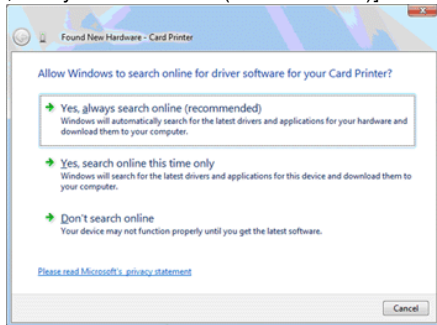 Found New Hardware - Card Printer
Allow Windows to search online for driver software for your Card Printer?
Yes, always search online (recommended)
Windows will automatically search for the latest drivers and applications for your hardware and
download them to your computer.
Yes, search online this time only
Windows will search for the latest drivers and applications for this device and download them to
your computer.
Don't search online
Your device may not function properly until you get the latest software.
Please read Microsoft's privacy statement
Cancel